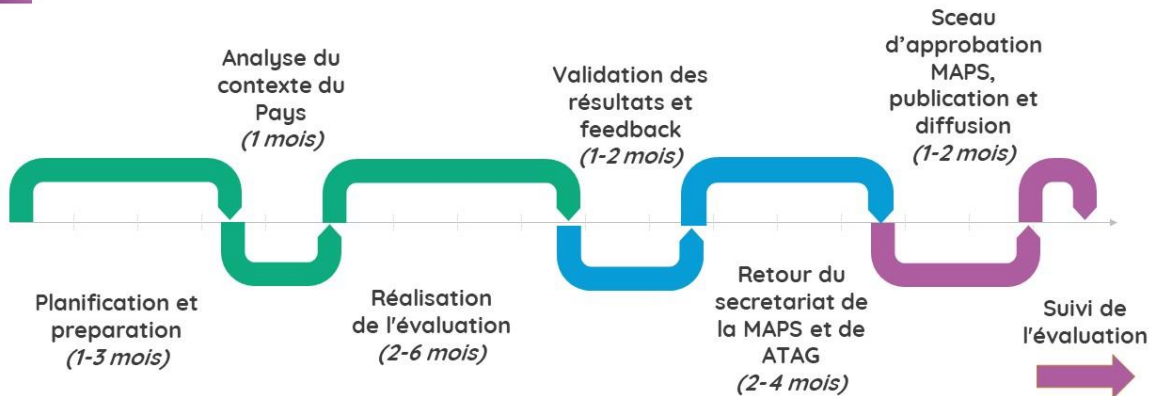 Analyse du
contexte du
Pays
(1 mois)
Validation des
résultats et
feedback
(1-2 mois)
Sceau
d'approbation
MAPS,
publication et
diffusion
(1-2 mois)
Planification et
preparation
(1-3 mois)
Réalisation
de l'évaluation
(2-6 mois)
Retour du
secretariat de
la MAPS et de
ATAG
(2-4 mois)
Suivi de
l'évaluation